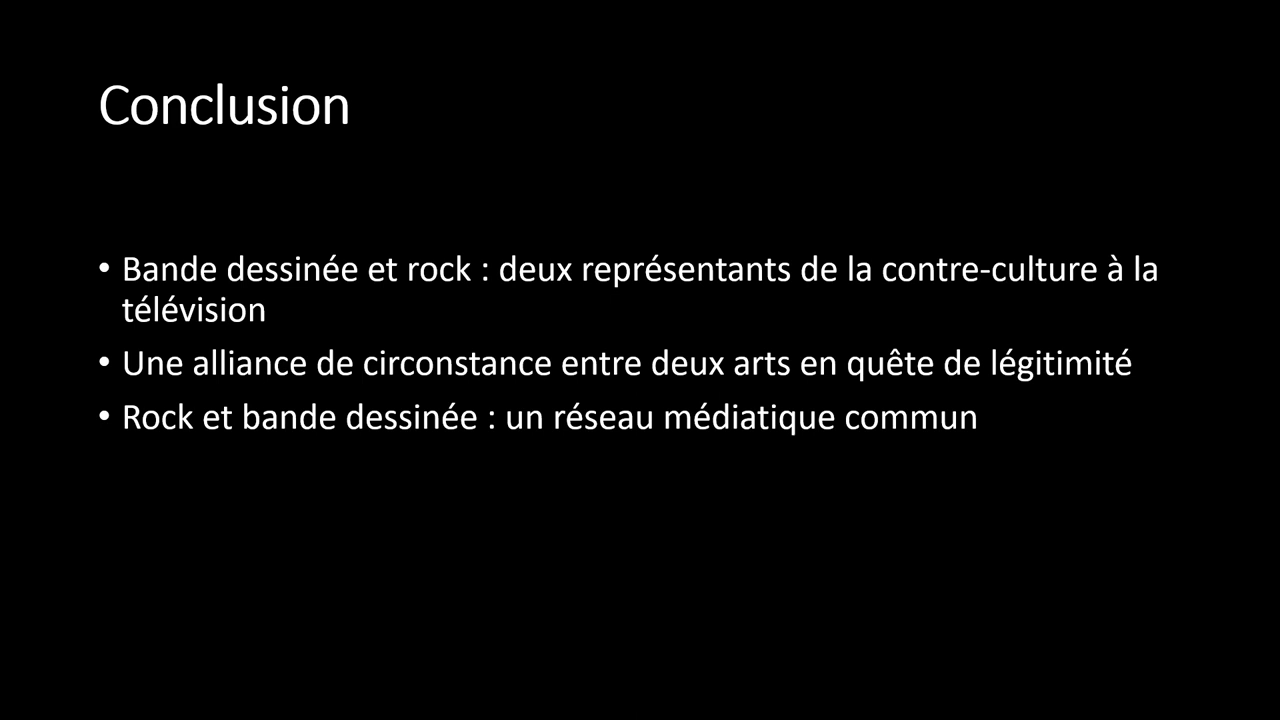 Conclusion
• Bande dessinée et rock : deux représentants de la contre-culture à la
télévision
• Une alliance de circonstance entre deux arts en quête de légitimité
• Rock et bande dessinée : un réseau médiatique commun